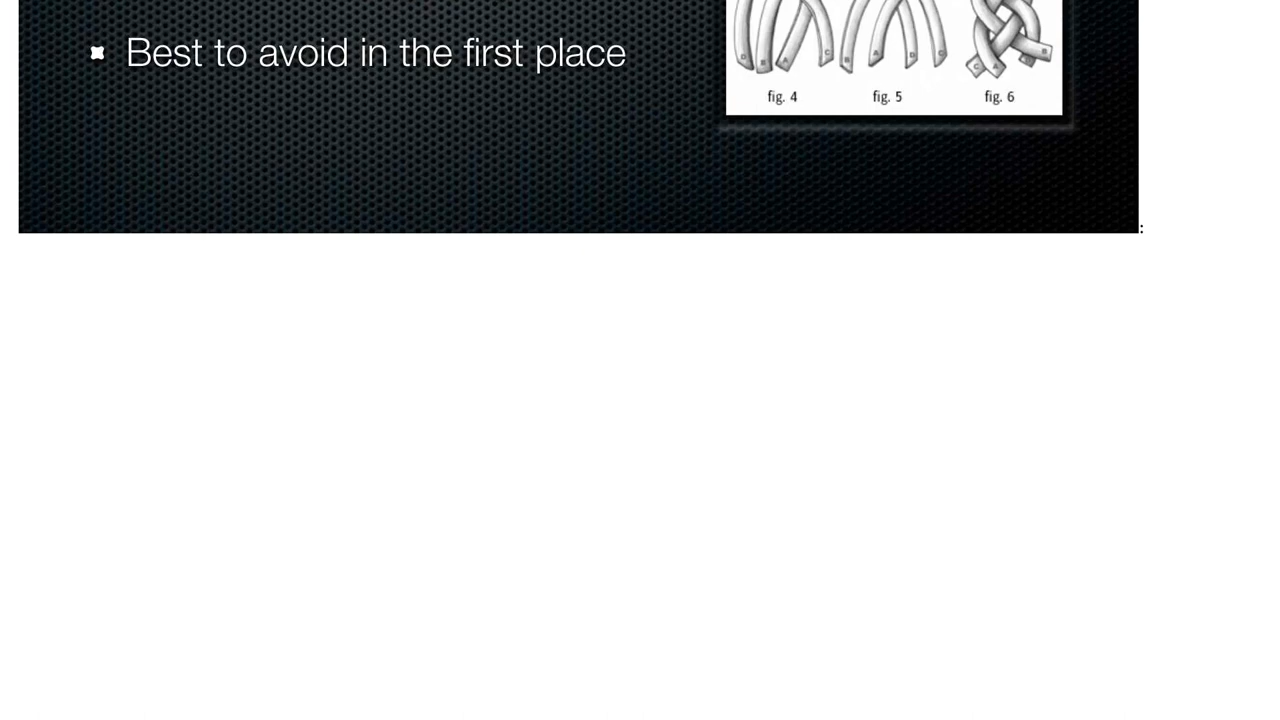 Best to avoid in the first place
D B A C B A D C C A D B
fig. 4 fig. 5 fig. 6
: